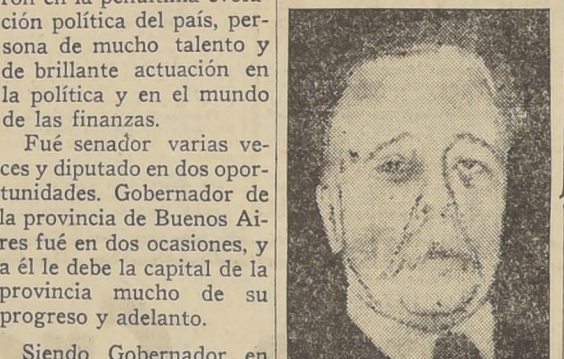 ción política del país, per-
sona de mucho talento y
de brillante actuación en
la política y en el mundo
de las finanzas.
Fué senador varias ve-
ces y diputado en dos opor-
tunidades. Gobernador de
la provincia de Buenos Ai-
res fué en dos ocasiones, y
a él le debe la capital de la
provincia mucho de su
progreso y adelanto.
Siendo Gobernador en